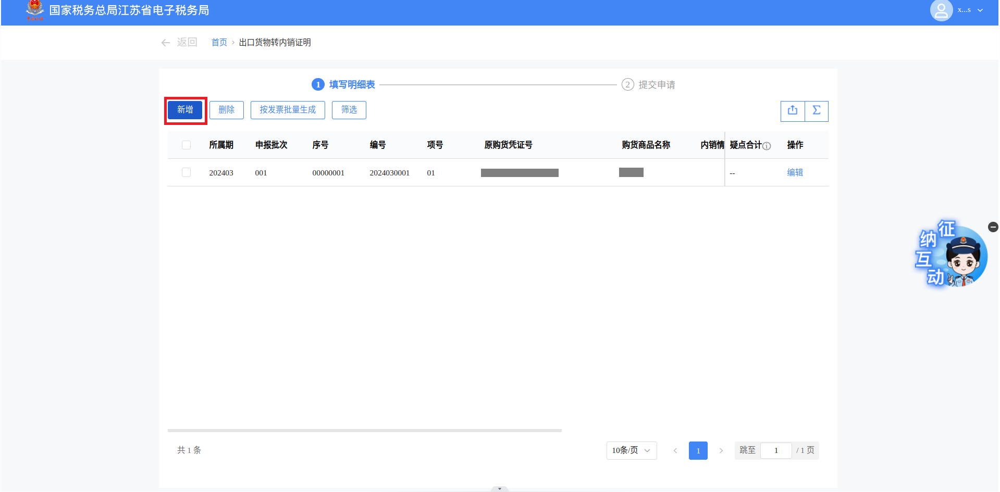 国家税务总局江苏省电子税务局
x...s
返回 首页 › 出口货物转内销证明
1 填写明细表 2 提交申请
新增 删除 按发票批量生成 筛选 Σ
所属期 申报批次 序号 编号 项号 原购货凭证号 购货商品名称 内销情 疑点合计 操作
202403 001 00000001 2024030001 01 -- 编辑
征
纳
互
动
共 1 条 10条/页 1 跳至 1 / 1 页